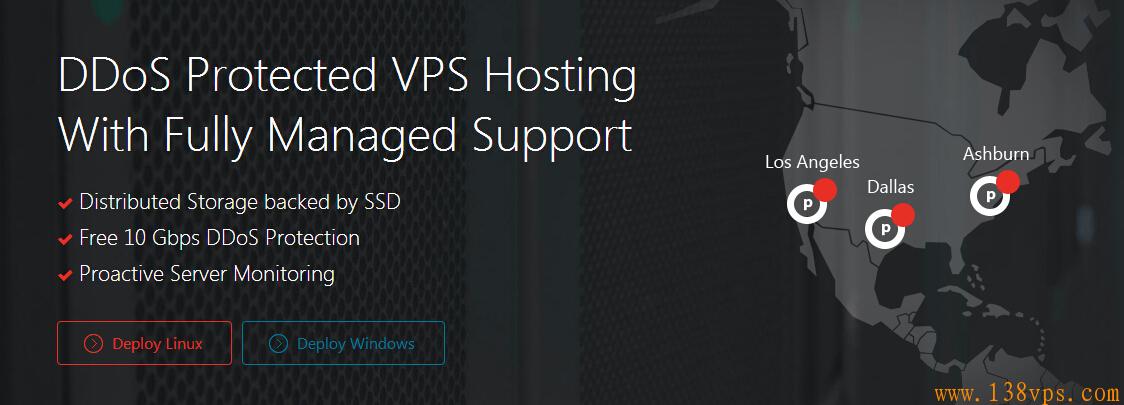 DDoS Protected VPS Hosting
With Fully Managed Support
Distributed Storage backed by SSD
Free 10 Gbps DDoS Protection
Proactive Server Monitoring
Deploy Linux
Deploy Windows
Los Angeles
Dallas
Ashburn
p
p
p
www.138vps.com